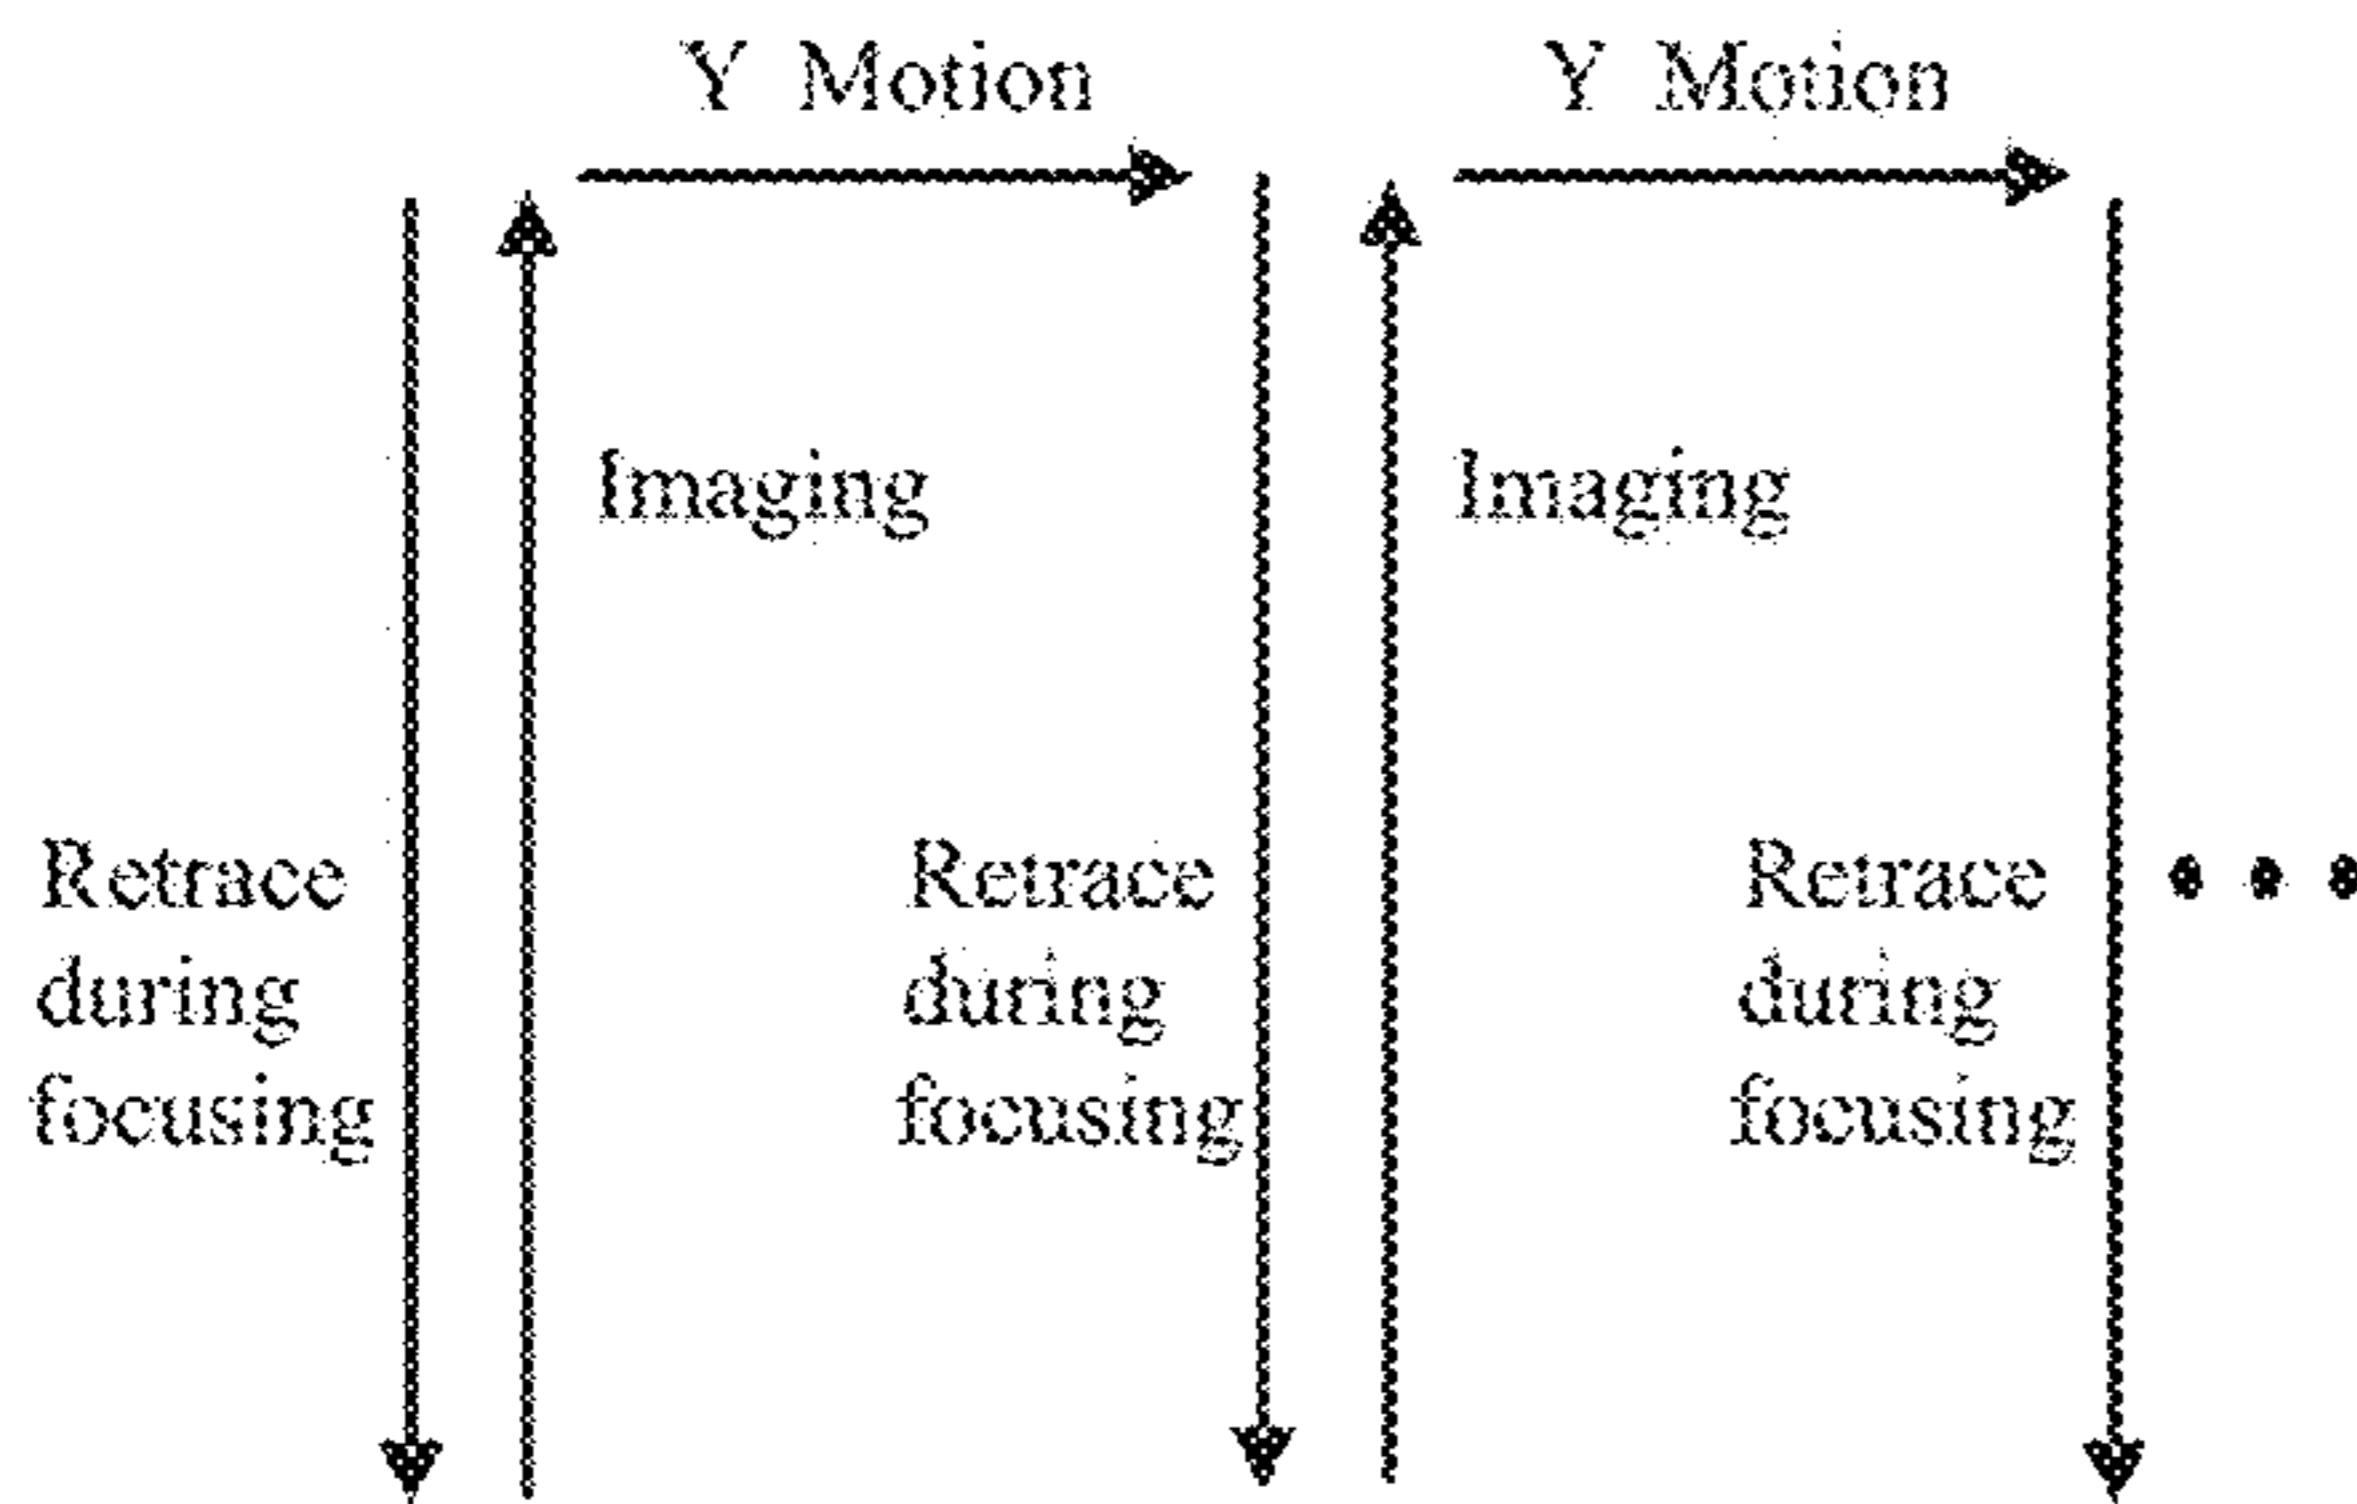 Y Motion
Y Motion
Imaging
Imaging
Retrace
during
focusing
Retrace
during
focusing
Retrace
during
focusing